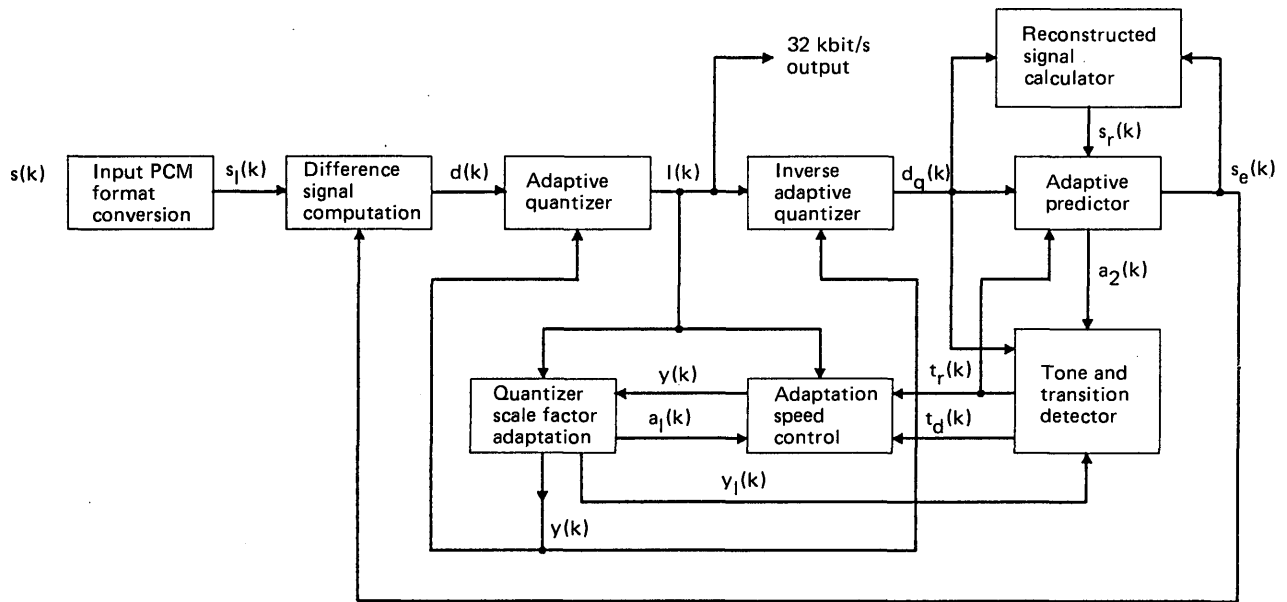 32 kbit/s
output
Reconstructed
signal
calculator
s(k)
Input PCM
format
conversion
s_l(k)
Difference
signal
computation
d(k)
Adaptive
quantizer
I(k)
Inverse
adaptive
quantizer
d_q(k)
s_r(k)
Adaptive
predictor
s_e(k)
a_2(k)
Quantizer
scale factor
adaptation
y(k)
a_l(k)
Adaptation
speed
control
t_r(k)
t_d(k)
Tone and
transition
detector
y_l(k)
y(k)